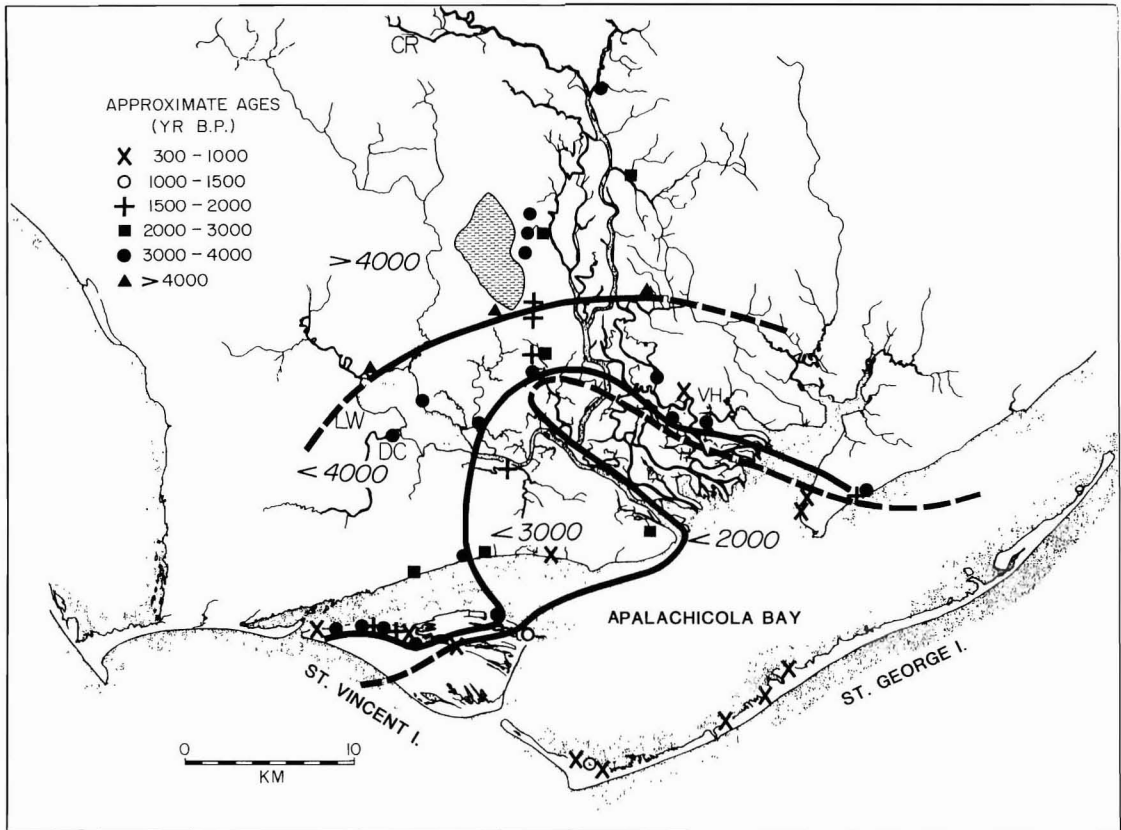 CR
APPROXIMATE AGES
(YR B.P.)
300 - 1000
1000 - 1500
1500 - 2000
2000 - 3000
3000 - 4000
> 4000
> 4000
LW
VH
DC
< 4000
< 3000
< 2000
APALACHICOLA BAY
ST. VINCENT I.
ST. GEORGE I.
0 10
KM